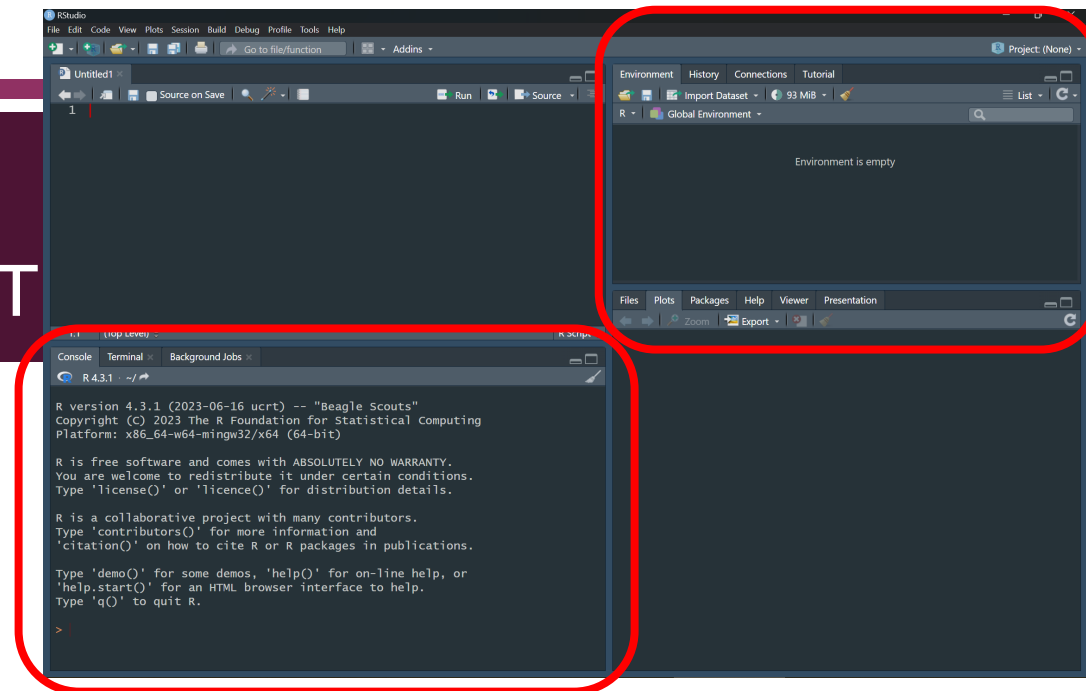 RStudio
File Edit Code View Plots Session Build Debug Profile Tools Help
Go to file/function Addins
Project: (None)
Untitled1
Source on Save Run Source
1
1:1 (Top Level) R Script
Console Terminal Background Jobs
R 4.3.1 · ~/
R version 4.3.1 (2023-06-16 ucrt) -- "Beagle Scouts"
Copyright (C) 2023 The R Foundation for Statistical Computing
Platform: x86_64-w64-mingw32/x64 (64-bit)
R is free software and comes with ABSOLUTELY NO WARRANTY.
You are welcome to redistribute it under certain conditions.
Type 'license()' or 'licence()' for distribution details.
R is a collaborative project with many contributors.
Type 'contributors()' for more information and
'citation()' on how to cite R or R packages in publications.
Type 'demo()' for some demos, 'help()' for on-line help, or
'help.start()' for an HTML browser interface to help.
Type 'q()' to quit R.
>
Environment History Connections Tutorial
Import Dataset 93 MiB List
R Global Environment
Environment is empty
Files Plots Packages Help Viewer Presentation
Zoom Export
T